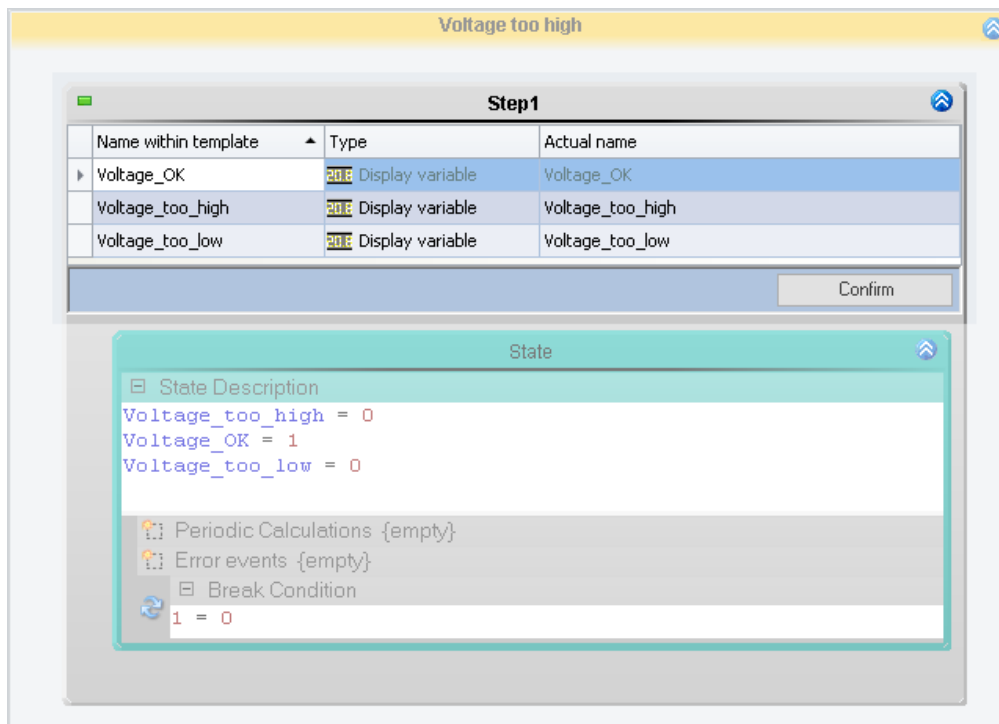 Voltage too high
Step1
Name within template Type Actual name
Voltage_OK Display variable Voltage_OK
Voltage_too_high Display variable Voltage_too_high
Voltage_too_low Display variable Voltage_too_low
Confirm
State
State Description
Voltage_too_high = 0
Voltage_OK = 1
Voltage_too_low = 0
Periodic Calculations {empty}
Error events {empty}
Break Condition
1 = 0